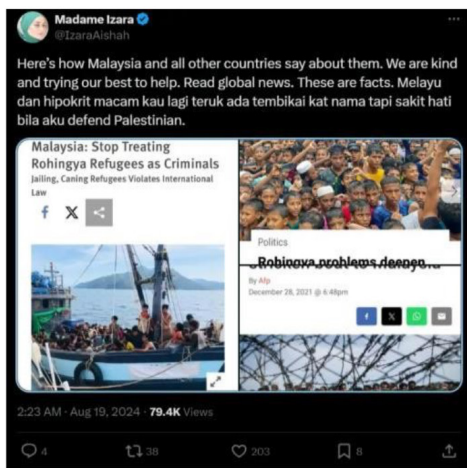 Madame Izara
@IzaraAishah
Here's how Malaysia and all other countries say about them. We are kind
and trying our best to help. Read global news. These are facts. Melayu
dan hipokrit macam kau lagi teruk ada tembikai kat nama tapi sakit hati
bila aku defend Palestinian.
Malaysia: Stop Treating
Rohingya Refugees as Criminals
Jailing, Caning Refugees Violates International
Law
Politics
Rohingya problems deepen
By Afp
December 28, 2021 @ 6:48pm
2:23 AM · Aug 19, 2024 · 79.4K Views
4 38 203 8